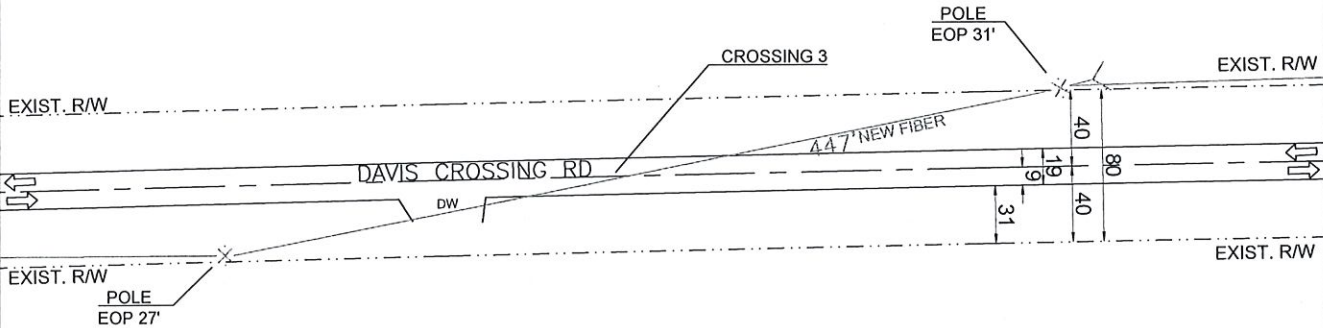 POLE
EOP 31'
CROSSING 3
EXIST. R/W
EXIST. R/W
447' NEW FIBER
DAVIS CROSSING RD
40
19
9
80
40
31
DW
EXIST. R/W
EXIST. R/W
POLE
EOP 27'